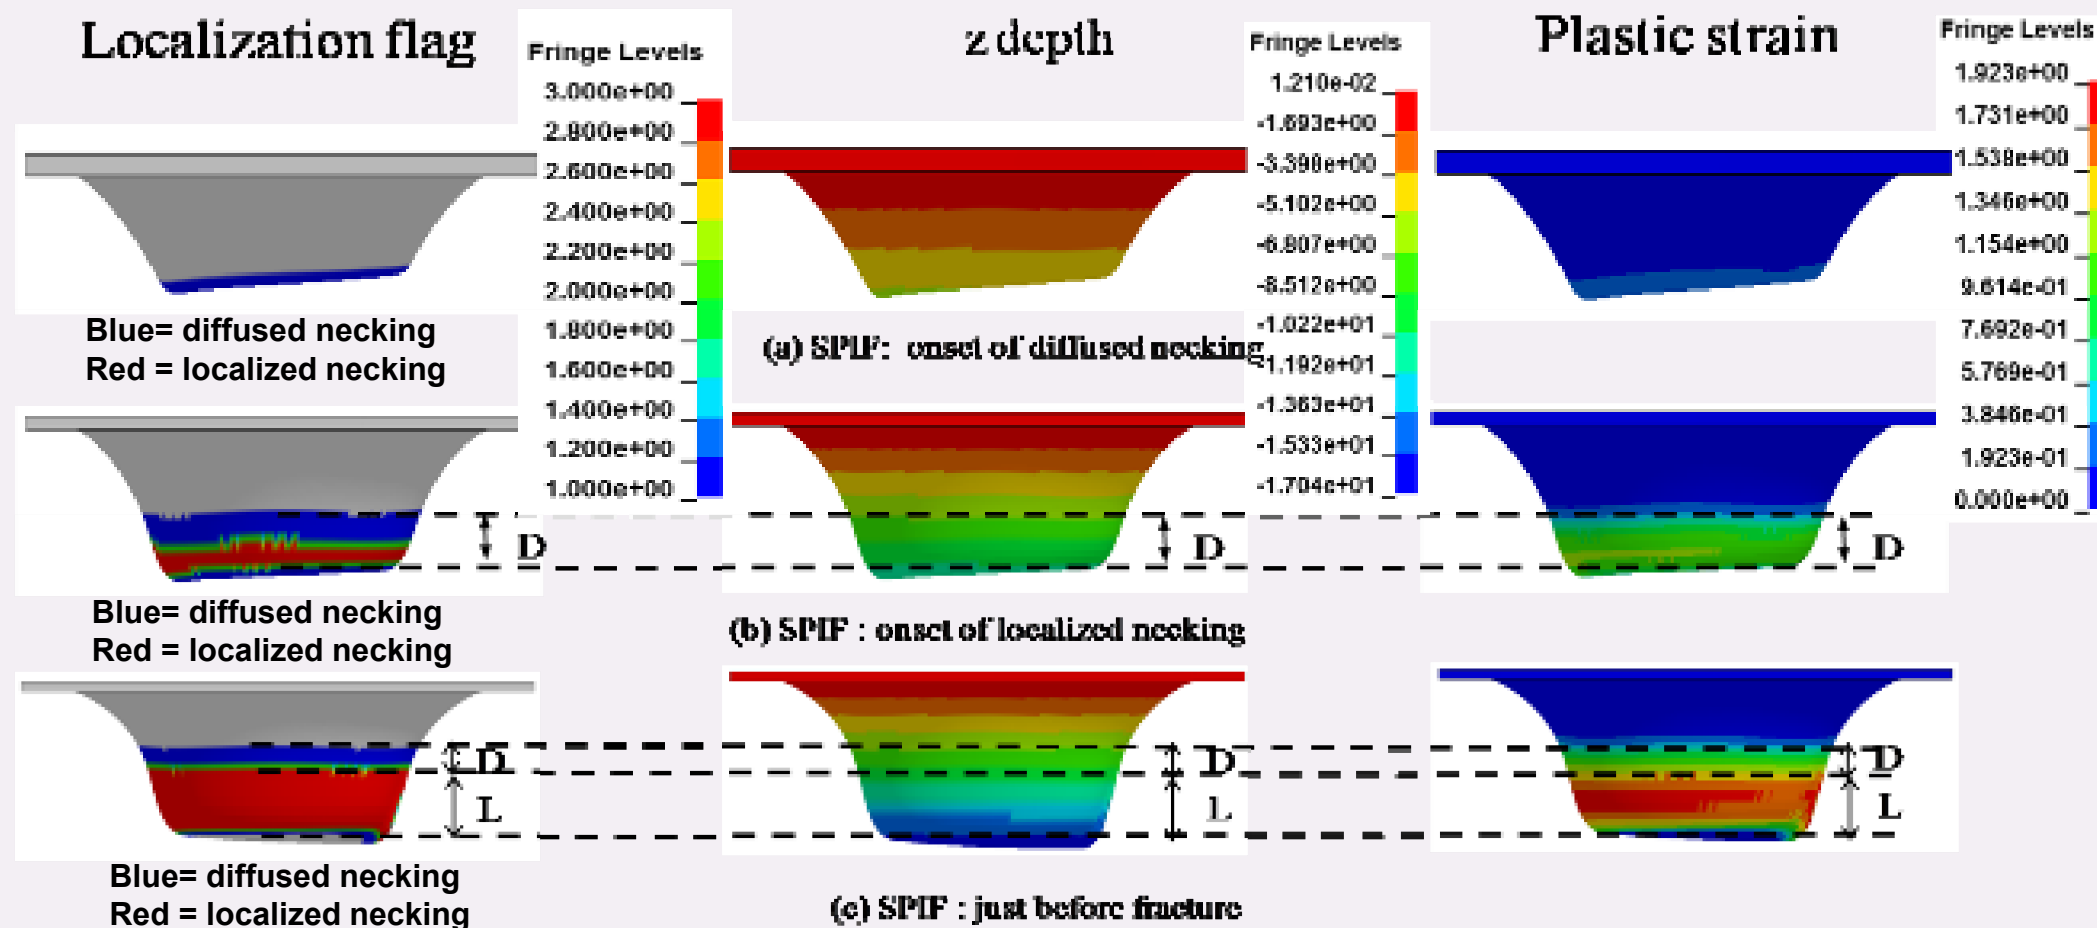 Localization flag
z depth
Plastic strain
Fringe Levels
3.000e+00
2.800e+00
2.600e+00
2.400e+00
2.200e+00
2.000e+00
1.800e+00
1.600e+00
1.400e+00
1.200e+00
1.000e+00
Fringe Levels
1.210e-02
-1.693e+00
-3.398e+00
-5.102e+00
-6.807e+00
-8.512e+00
-1.022e+01
-1.192e+01
-1.363e+01
-1.533e+01
-1.704e+01
Fringe Levels
1.923e+00
1.731e+00
1.538e+00
1.346e+00
1.154e+00
9.614e-01
7.692e-01
5.769e-01
3.846e-01
1.923e-01
0.000e+00
Blue= diffused necking
Red = localized necking
(a) SPIF: onset of diffused necking
D
D
D
Blue= diffused necking
Red = localized necking
(b) SPIF : onset of localized necking
D
D
D
L
L
L
Blue= diffused necking
Red = localized necking
(c) SPIF : just before fracture